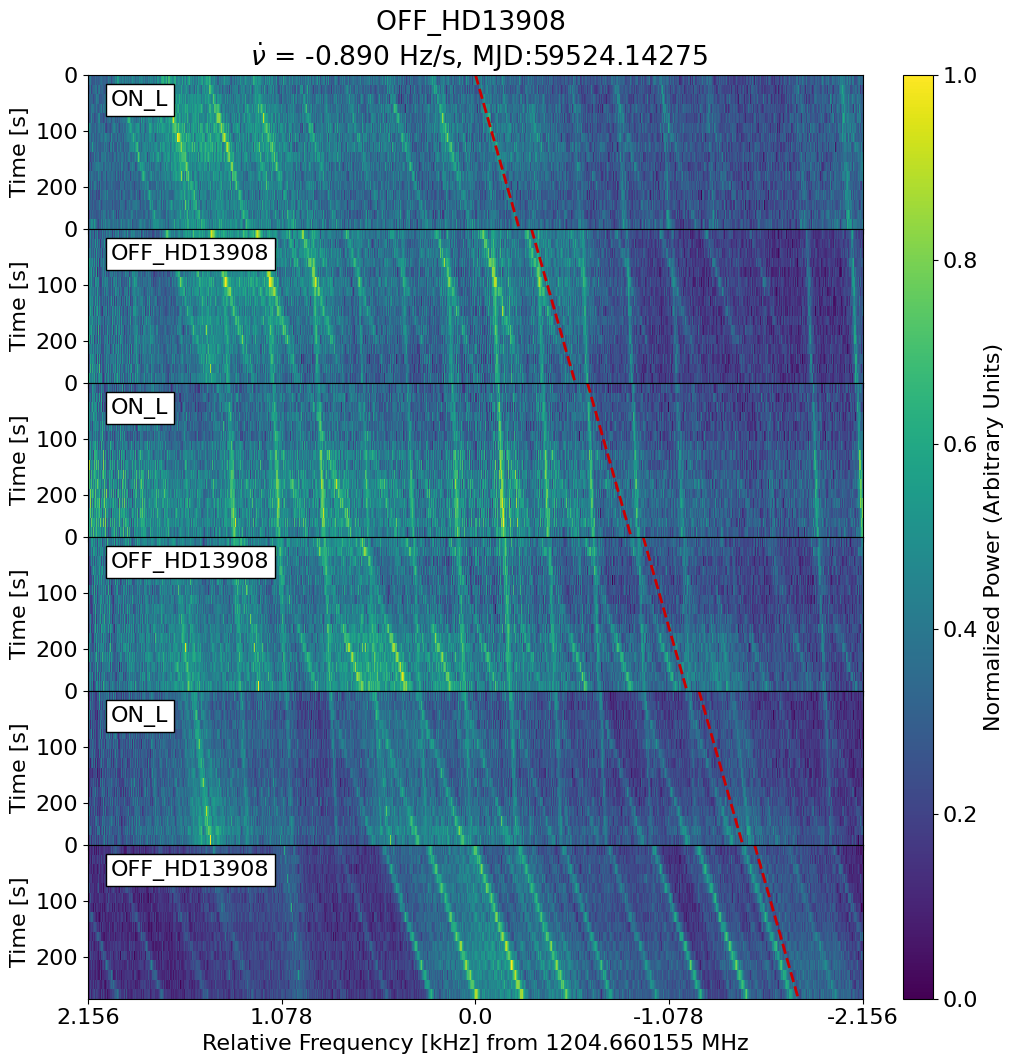 OFF_HD13908
ν̇ = -0.890 Hz/s, MJD:59524.14275
0
ON_L
100
200
Time [s]
0
OFF_HD13908
100
200
Time [s]
0
ON_L
100
200
Time [s]
0
OFF_HD13908
100
200
Time [s]
0
ON_L
100
200
Time [s]
0
OFF_HD13908
100
200
Time [s]
2.156 1.078 0.0 -1.078 -2.156
Relative Frequency [kHz] from 1204.660155 MHz
1.0
0.8
0.6
0.4
0.2
0.0
Normalized Power (Arbitrary Units)